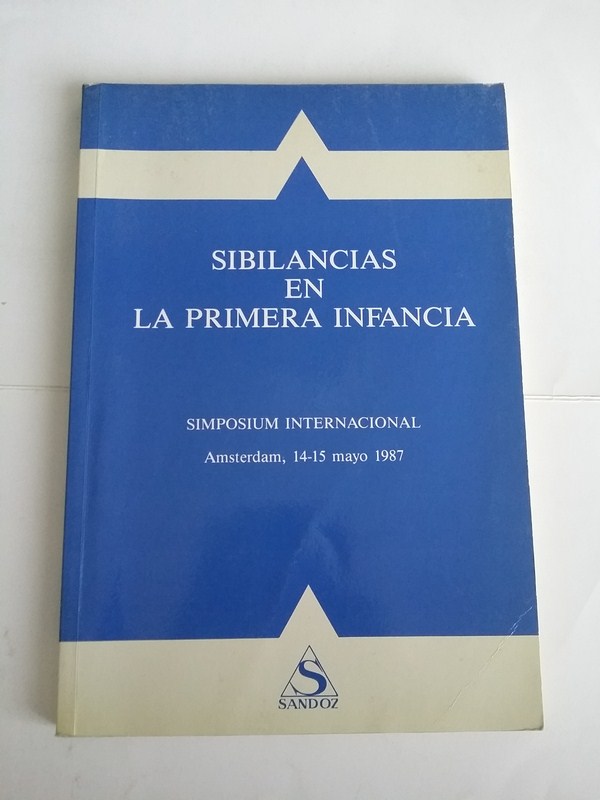 SIBILANCIAS
EN
LA PRIMERA INFANCIA
SIMPOSIUM INTERNACIONAL
Amsterdam, 14-15 mayo 1987
S
SANDOZ